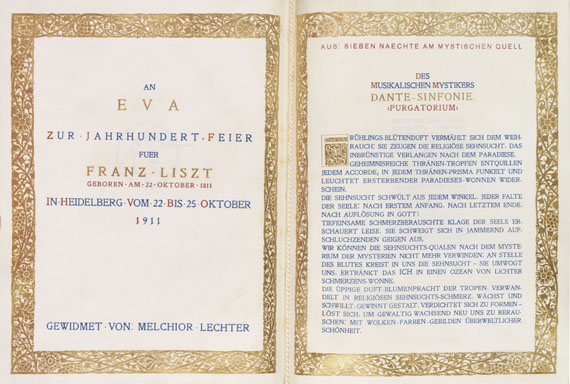 AN
EVA
ZUR · JAHRHUNDERT · FEIER
FUER
FRANZ · LISZT
GEBOREN · AM · 22 · OKTOBER · 1811
IN · HEIDELBERG · VOM · 22 · BIS · 25 · OKTOBER
1911
GEWIDMET · VON: MELCHIOR · LECHTER
AUS: SIEBEN NAECHTE AM MYSTISCHEN QUELL
DES
MUSIKALISCHEN MYSTIKERS
DANTE-SINFONIE:
›PURGATORIUM‹
FRÜHLINGS-BLÜTENDUFT VERMÄHLT SICH DEM WEIH-
RAUCH: SIE ZEUGEN DIE RELIGIÖSE SEHNSUCHT. DAS
INBRÜNSTIGE VERLANGEN NACH DEM PARADIESE.
GEHEIMNISREICHE THRÄNEN-TROPFEN ENTQUILLEN
JEDEM ACCORDE, IN JEDEM THRÄNEN-PRISMA FUNKELT UND
LEUCHTET ERSTERBENDER PARADIESES-WONNEN WIDER-
SCHEIN.
DIE SEHNSUCHT SCHWÜLT AUS JEDEM WINKEL, JEDER FALTE
DER SEELE: NACH ERSTEM ANFANG, NACH LETZTEM ENDE,
NACH AUFLÖSUNG IN GOTT!
TIEFEINSAME SCHMERZBERAUSCHTE KLAGE DER SEELE ER-
SCHAUERT LEISE. SIE SCHWEIGT SICH IN JAMMERND AUF-
SCHLUCHZENDEN GEIGEN AUS.
WIR KÖNNEN DIE SEHNSUCHTS-QUALEN NACH DEM MYSTE-
RIUM DER MYSTERIEN NICHT MEHR VERWINDEN: AN STELLE
DES BLUTES KREIST IN UNS DIE SEHNSUCHT – SIE UMWOGT
UNS, ERTRÄNKT DAS ICH IN EINEN OZEAN VON LICHTER
SCHMERZENS-WONNE.
DIE ÜPPIGE DUFT-BLUMENPRACHT DER TROPEN, VERWAN-
DELT IN RELIGIÖSEN SEHNSUCHTS-SCHMERZ, WÄCHST UND
SCHWILLT, GEWINNT GESTALT, VERDICHTET SICH ZU FORMEN –
LÖST SICH, UM GEWALTIG WACHSEND NEU UNS ZU BERAU-
SCHEN: MIT WOLKEN-FARBEN-GEBILDEN ÜBERWELTLICHER
SCHÖNHEIT.